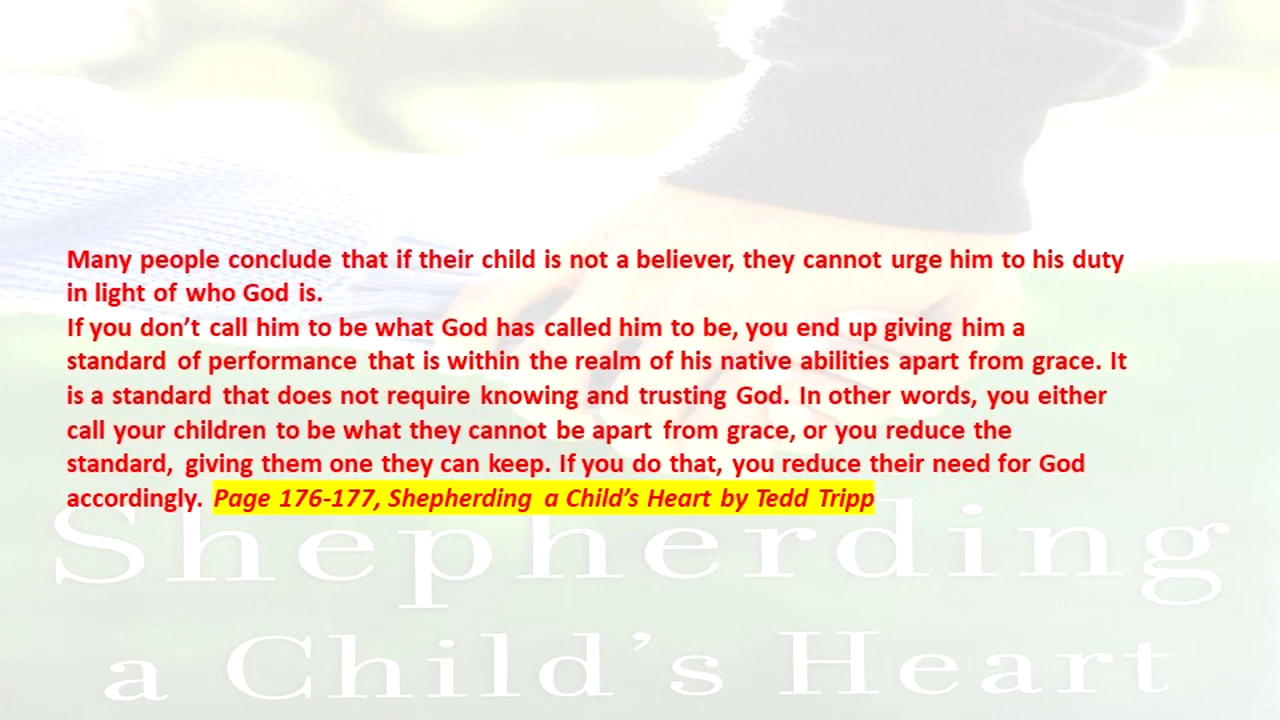 Many people conclude that if their child is not a believer, they cannot urge him to his duty
in light of who God is.
If you don’t call him to be what God has called him to be, you end up giving him a
standard of performance that is within the realm of his native abilities apart from grace. It
is a standard that does not require knowing and trusting God. In other words, you either
call your children to be what they cannot be apart from grace, or you reduce the
standard, giving them one they can keep. If you do that, you reduce their need for God
accordingly. Page 176-177, Shepherding a Child’s Heart by Tedd Tripp
Shepherding
a Child’s Heart